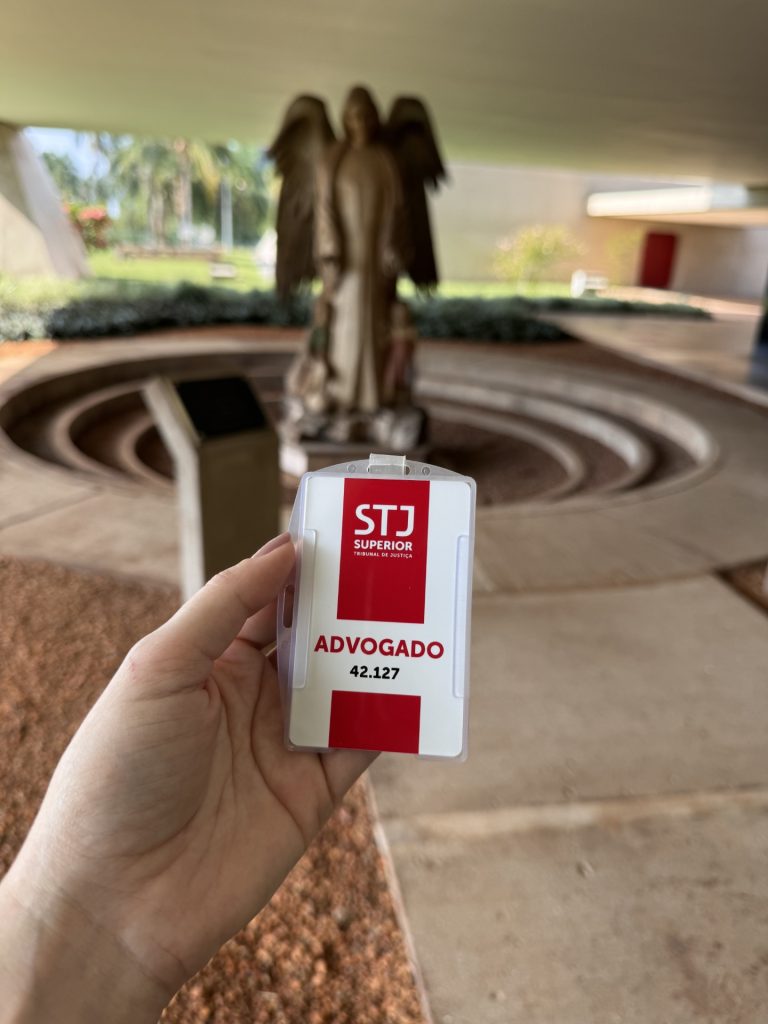 STJ
SUPERIOR
TRIBUNAL DE JUSTIÇA
ADVOGADO
42.127